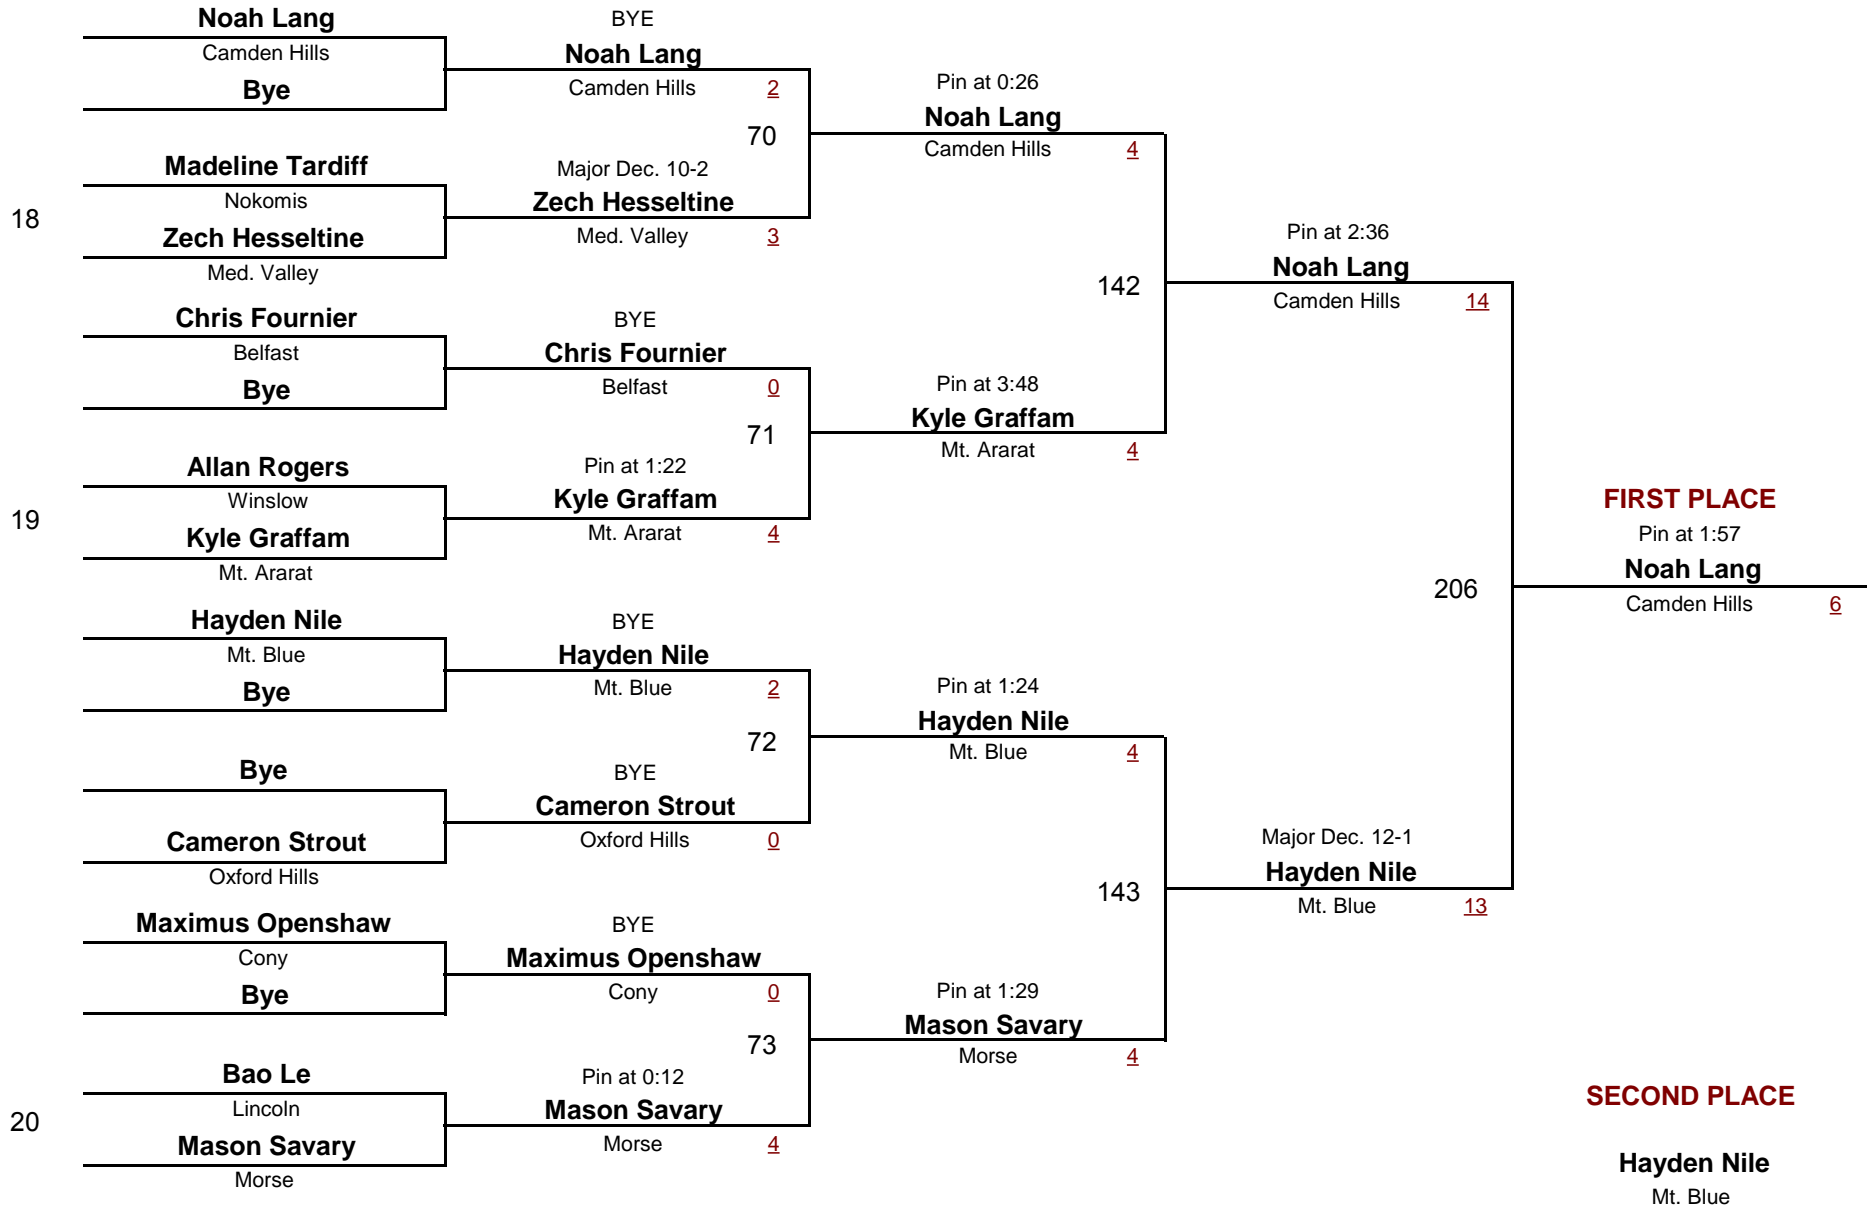 Noah Lang
Camden Hills
Bye
18
Madeline Tardiff
Nokomis
Zech Hesseltine
Med. Valley
Chris Fournier
Belfast
Bye
19
Allan Rogers
Winslow
Kyle Graffam
Mt. Ararat
Hayden Nile
Mt. Blue
Bye
Bye
Cameron Strout
Oxford Hills
Maximus Openshaw
Cony
Bye
20
Bao Le
Lincoln
Mason Savary
Morse
BYE
Noah Lang
Camden Hills 2
70
Major Dec. 10-2
Zech Hesseltine
Med. Valley 3
BYE
Chris Fournier
Belfast 0
71
Pin at 1:22
Kyle Graffam
Mt. Ararat 4
BYE
Hayden Nile
Mt. Blue 2
72
BYE
Cameron Strout
Oxford Hills 0
BYE
Maximus Openshaw
Cony 0
73
Pin at 0:12
Mason Savary
Morse 4
Pin at 0:26
Noah Lang
Camden Hills 4
142
Pin at 3:48
Kyle Graffam
Mt. Ararat 4
Pin at 1:24
Hayden Nile
Mt. Blue 4
143
Pin at 1:29
Mason Savary
Morse 4
Pin at 2:36
Noah Lang
Camden Hills 14
206
Major Dec. 12-1
Hayden Nile
Mt. Blue 13
FIRST PLACE
Pin at 1:57
Noah Lang
Camden Hills 6
SECOND PLACE
Hayden Nile
Mt. Blue